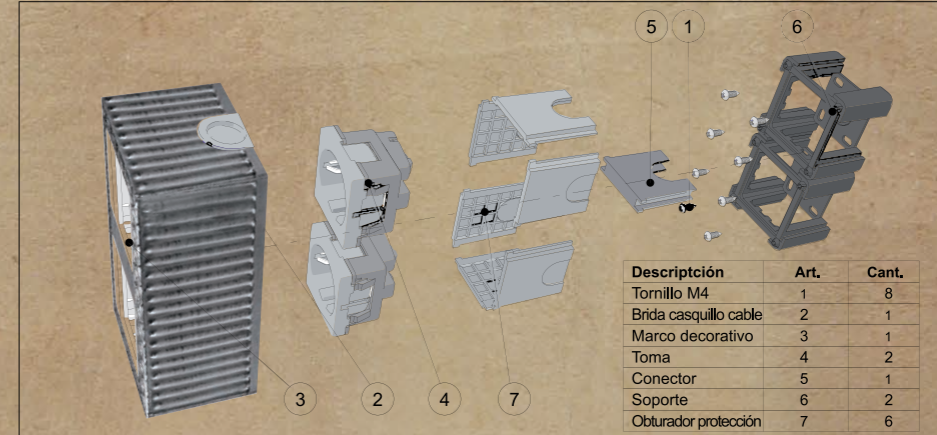 5 1 6
3 2 4 7
Descriptción Art. Cant.
Tornillo M4 1 8
Brida casquillo cable 2 1
Marco decorativo 3 1
Toma 4 2
Conector 5 1
Soporte 6 2
Obturador protección 7 6